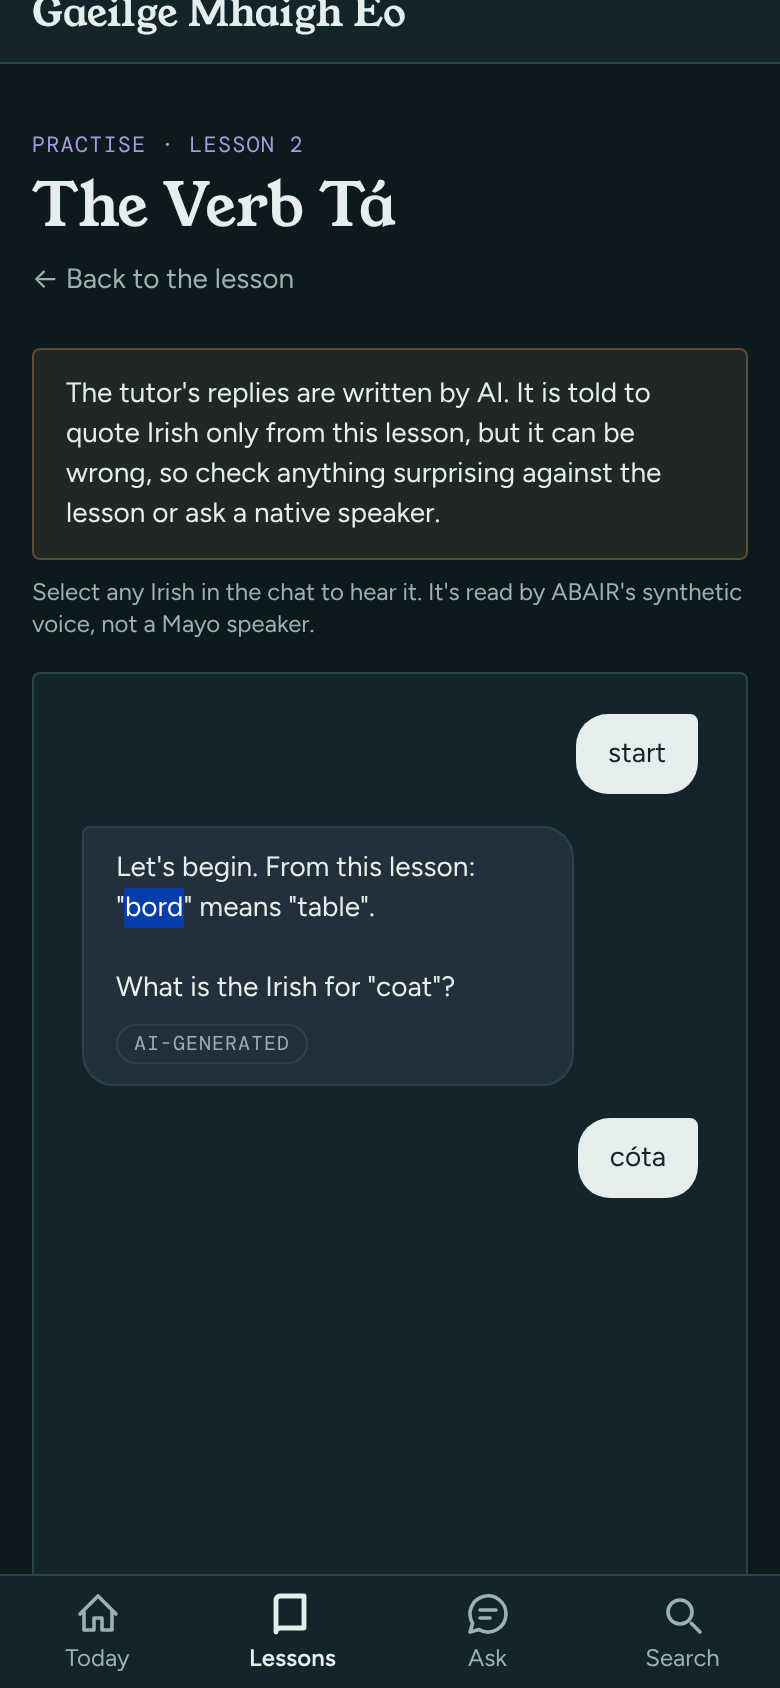 Gaeilge Mhaigh Eo
PRACTISE · LESSON 2
The Verb Tá
← Back to the lesson
The tutor's replies are written by AI. It is told to
quote Irish only from this lesson, but it can be
wrong, so check anything surprising against the
lesson or ask a native speaker.
Select any Irish in the chat to hear it. It's read by ABAIR's synthetic
voice, not a Mayo speaker.
start
Let's begin. From this lesson:
"bord" means "table".
What is the Irish for "coat"?
AI-GENERATED
cóta
Today
Lessons
Ask
Search